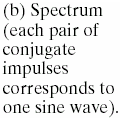 (b) Spectrum
(each pair of
conjugate
impulses
corresponds to
one sine wave).